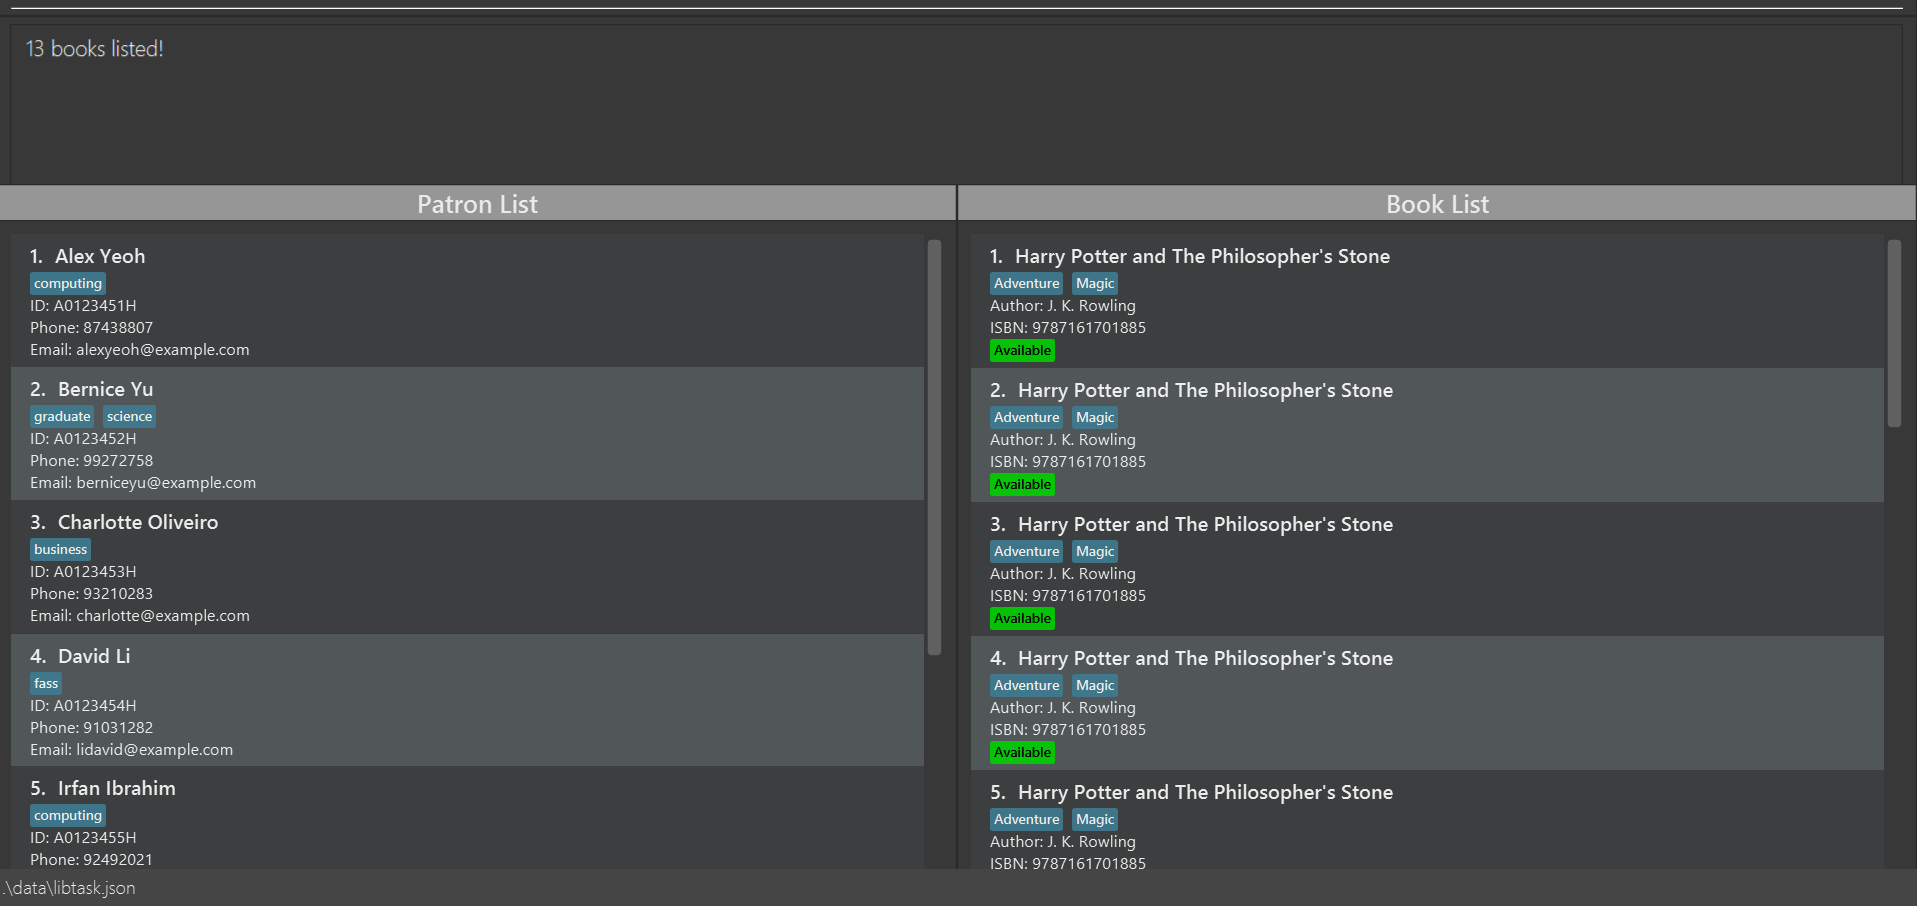 13 books listed!
Patron List
1. Alex Yeoh
computing
ID: A0123451H
Phone: 87438807
Email: alexyeoh@example.com
2. Bernice Yu
graduate science
ID: A0123452H
Phone: 99272758
Email: berniceyu@example.com
3. Charlotte Oliveiro
business
ID: A0123453H
Phone: 93210283
Email: charlotte@example.com
4. David Li
fass
ID: A0123454H
Phone: 91031282
Email: lidavid@example.com
5. Irfan Ibrahim
computing
ID: A0123455H
Phone: 92492021
Book List
1. Harry Potter and The Philosopher's Stone
Adventure Magic
Author: J. K. Rowling
ISBN: 9787161701885
Available
2. Harry Potter and The Philosopher's Stone
Adventure Magic
Author: J. K. Rowling
ISBN: 9787161701885
Available
3. Harry Potter and The Philosopher's Stone
Adventure Magic
Author: J. K. Rowling
ISBN: 9787161701885
Available
4. Harry Potter and The Philosopher's Stone
Adventure Magic
Author: J. K. Rowling
ISBN: 9787161701885
Available
5. Harry Potter and The Philosopher's Stone
Adventure Magic
Author: J. K. Rowling
ISBN: 9787161701885
.\data\libtask.json